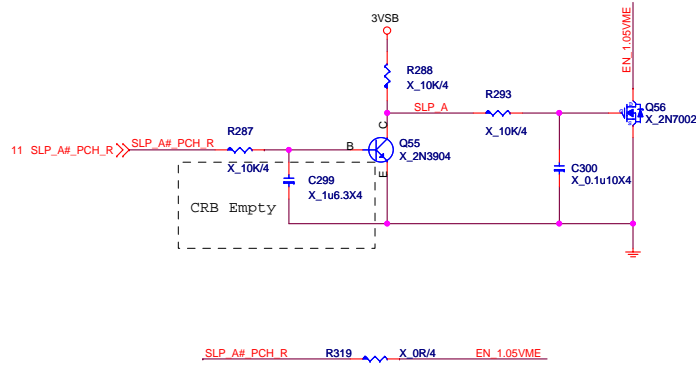 3VSB
EN_1.05VME
R288
X_10K/4
R293
X_10K/4
SLP_A
Q56
X_2N7002
C
11 SLP_A#_PCH_R
SLP_A#_PCH_R
R287
X_10K/4
B
Q55
X_2N3904
E
C299
X_1u6.3X4
C300
X_0.1u10X4
CRB Empty
SLP_A#_PCH_R
R319
X_0R/4
EN_1.05VME